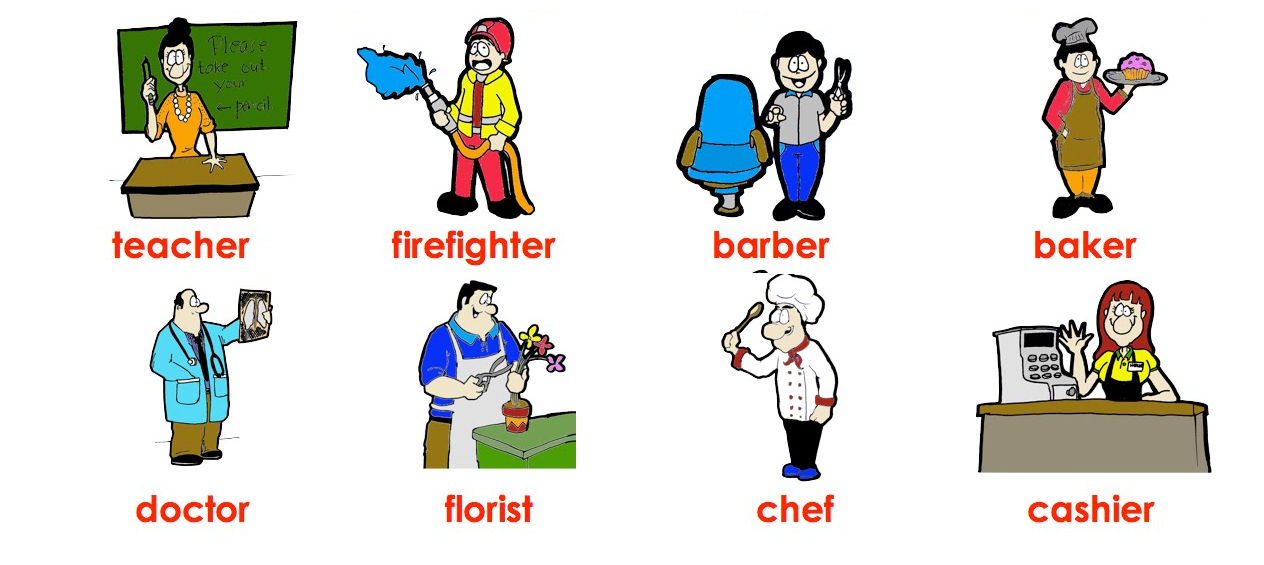 Please
take out
your
← pencil
teacher
firefighter
barber
baker
doctor
florist
chef
cashier